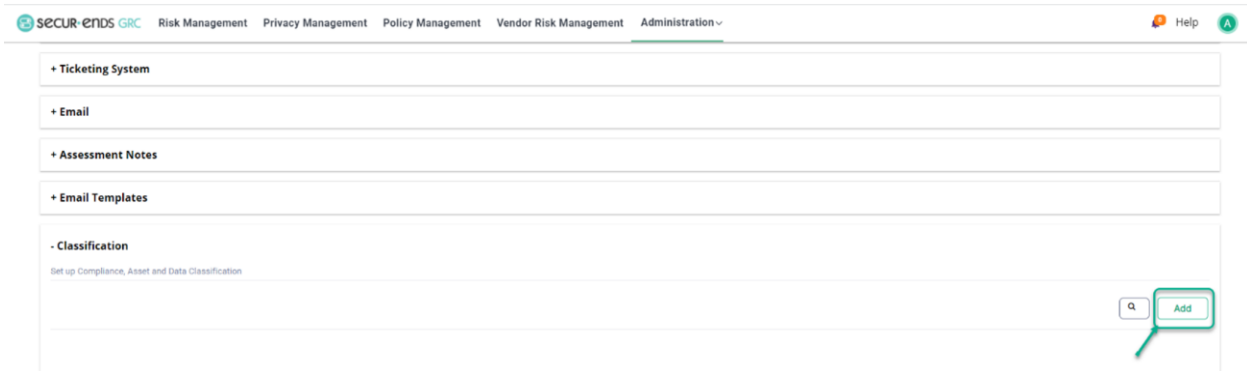 SECUR·ENDS GRC Risk Management Privacy Management Policy Management Vendor Risk Management Administration Help A
+ Ticketing System
+ Email
+ Assessment Notes
+ Email Templates
- Classification
Set up Compliance, Asset and Data Classification
Add